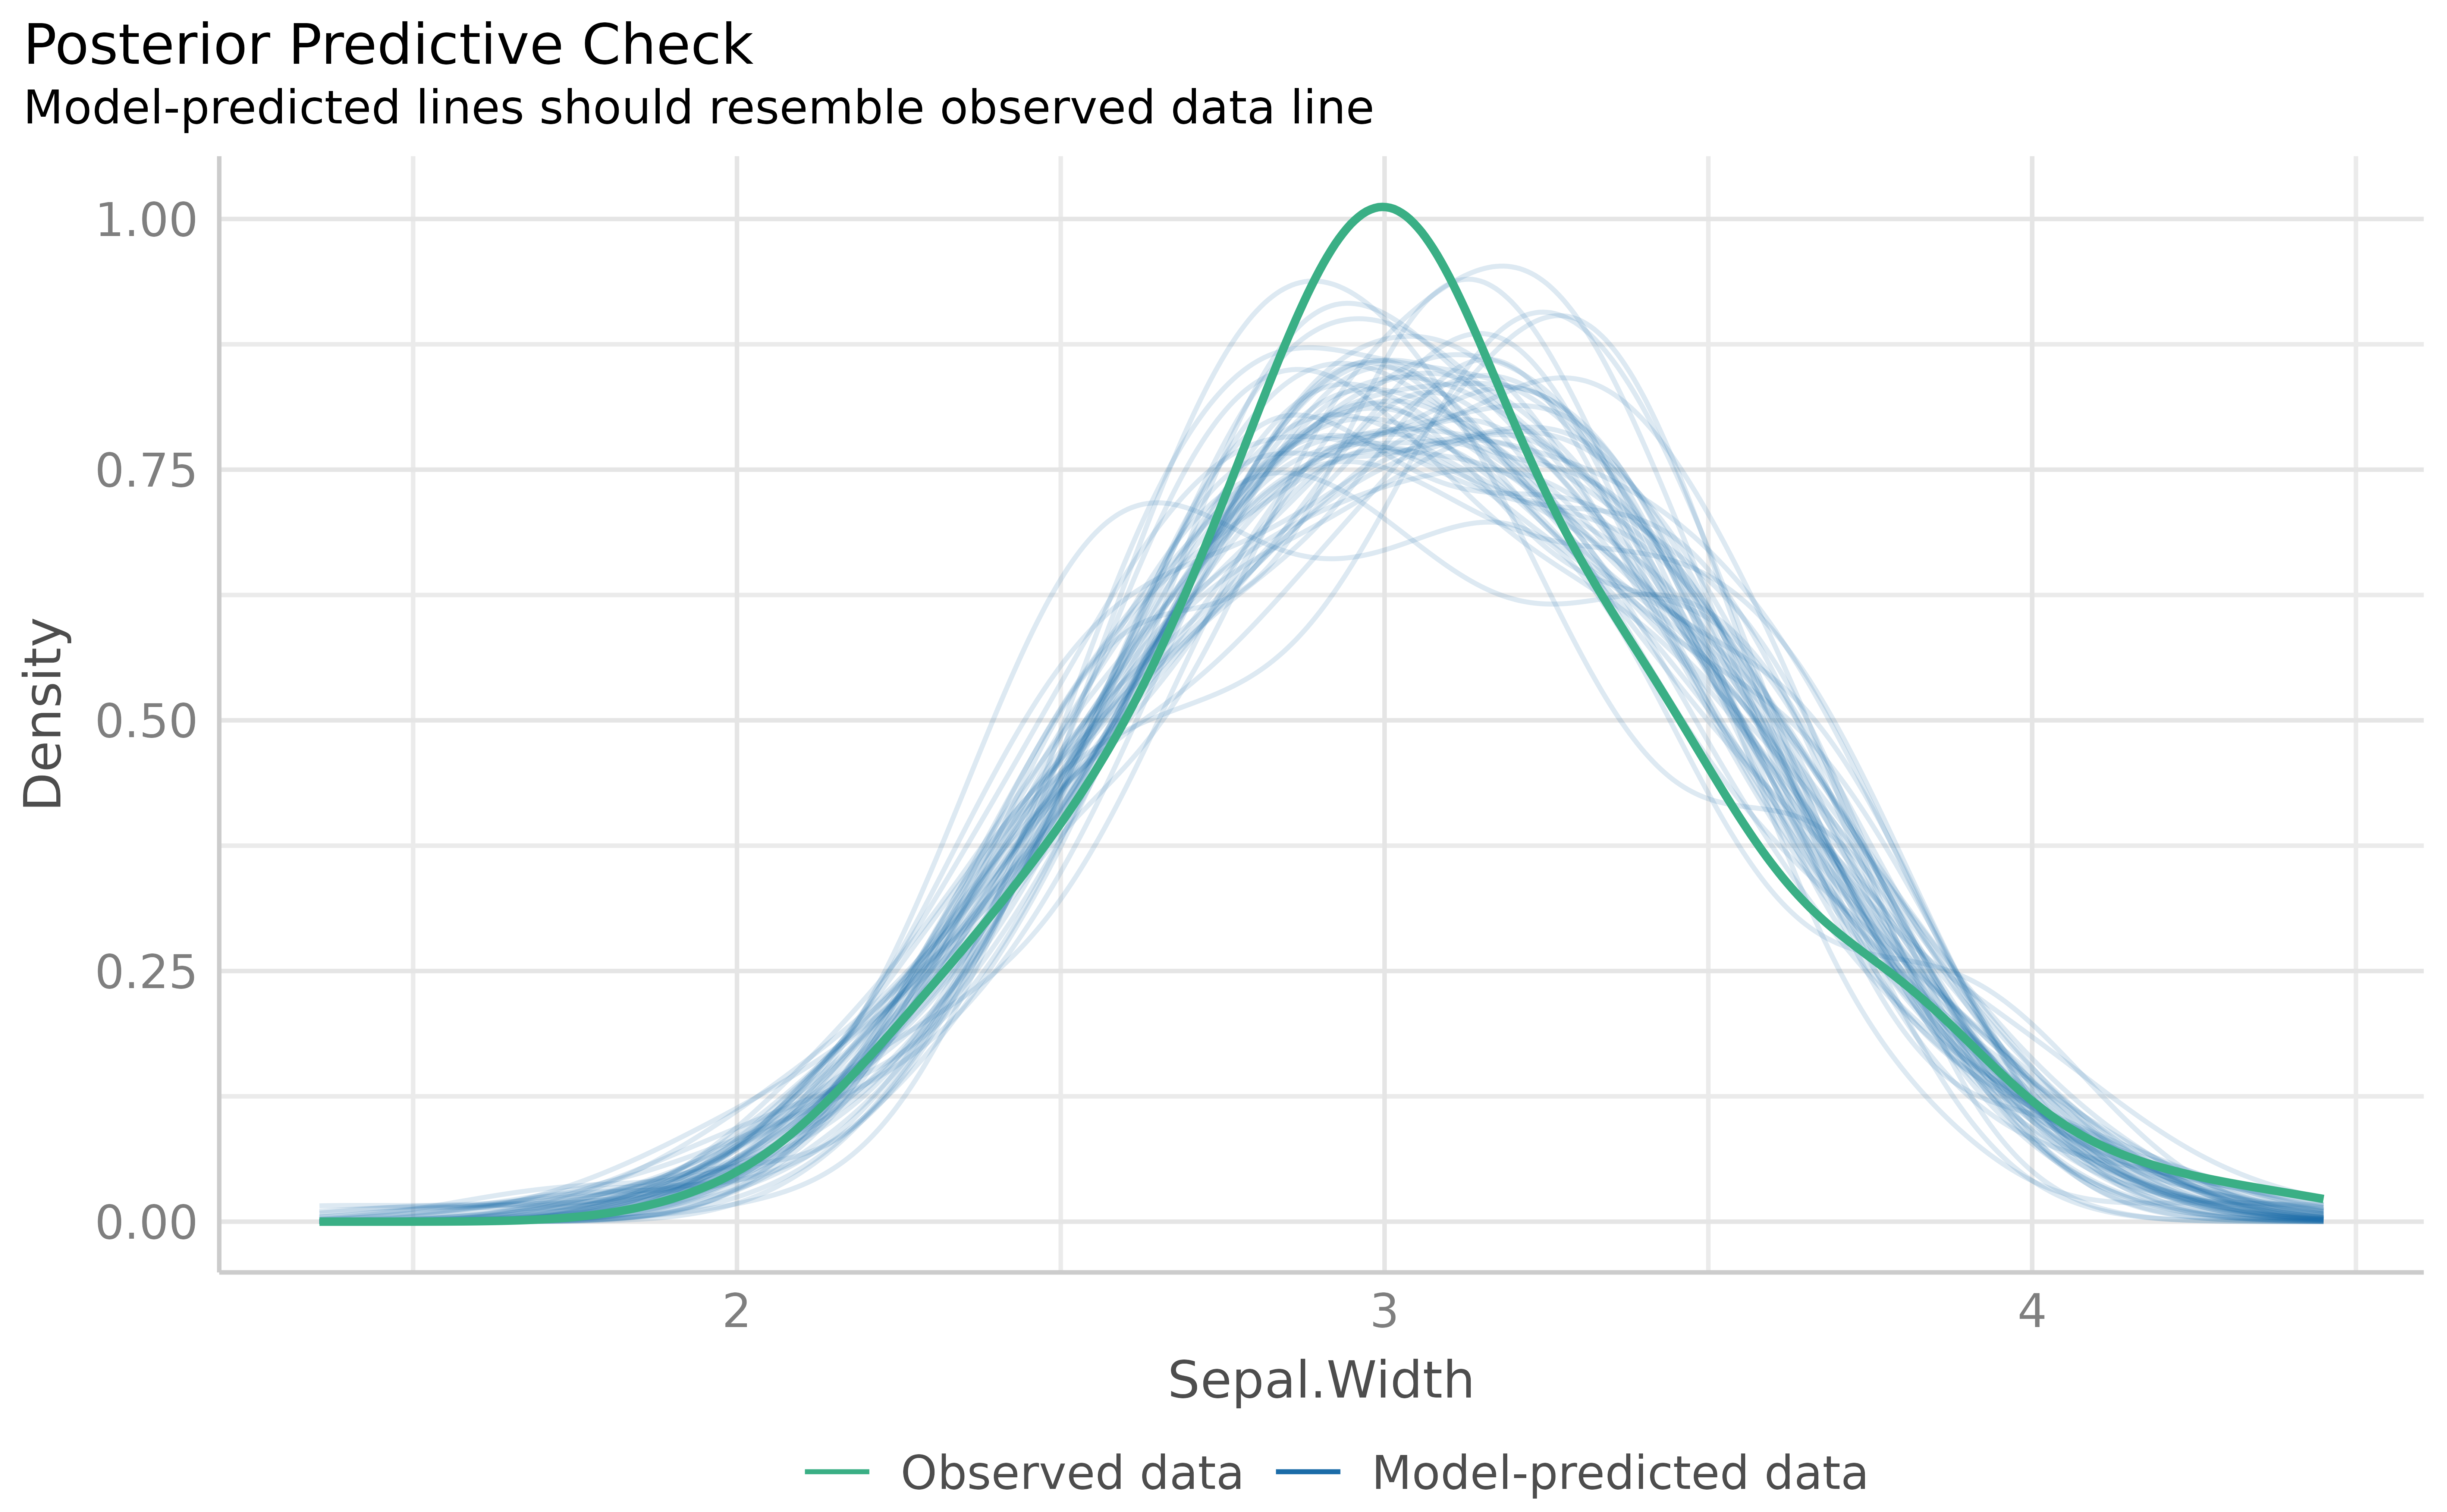 Posterior Predictive Check
Model-predicted lines should resemble observed data line
Density
1.00
0.75
0.50
0.25
0.00
2 3 4
Sepal.Width
Observed data Model-predicted data